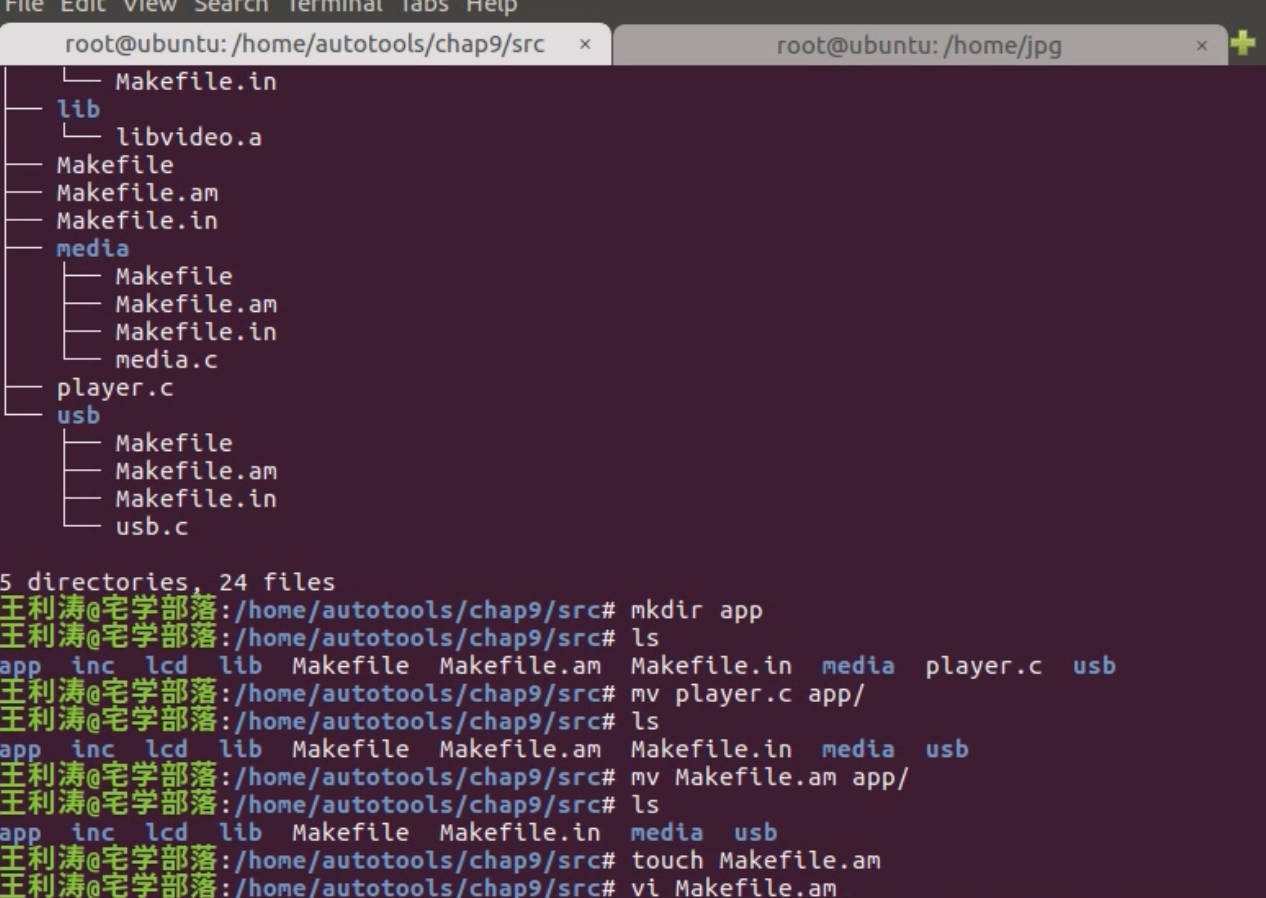 File Edit View Search Terminal Tabs Help
root@ubuntu: /home/autotools/chap9/src × root@ubuntu: /home/jpg ×
Makefile.in
lib
libvideo.a
Makefile
Makefile.am
Makefile.in
media
Makefile
Makefile.am
Makefile.in
media.c
player.c
usb
Makefile
Makefile.am
Makefile.in
usb.c
5 directories, 24 files
王利涛@宅学部落:/home/autotools/chap9/src# mkdir app
王利涛@宅学部落:/home/autotools/chap9/src# ls
app inc lcd lib Makefile Makefile.am Makefile.in media player.c usb
王利涛@宅学部落:/home/autotools/chap9/src# mv player.c app/
王利涛@宅学部落:/home/autotools/chap9/src# ls
app inc lcd lib Makefile Makefile.am Makefile.in media usb
王利涛@宅学部落:/home/autotools/chap9/src# mv Makefile.am app/
王利涛@宅学部落:/home/autotools/chap9/src# ls
app inc lcd lib Makefile Makefile.in media usb
王利涛@宅学部落:/home/autotools/chap9/src# touch Makefile.am
王利涛@宅学部落:/home/autotools/chap9/src# vi Makefile.am